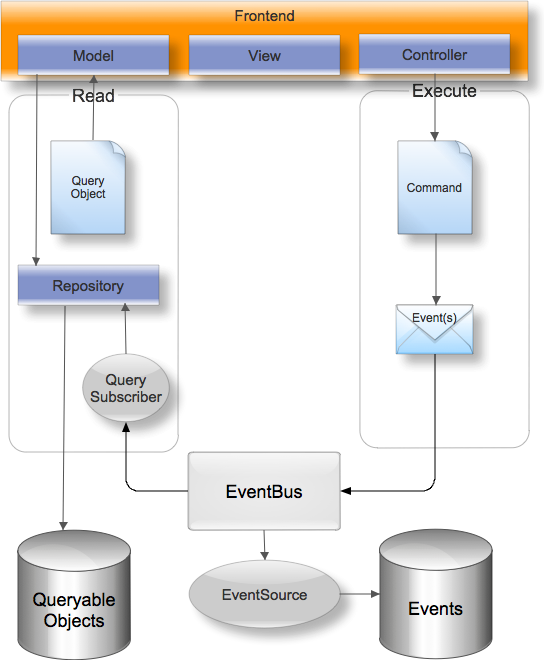 Frontend
Model
View
Controller
Read
Execute
Query
Object
Command
Repository
Event(s)
Query
Subscriber
EventBus
EventSource
Queryable
Objects
Events